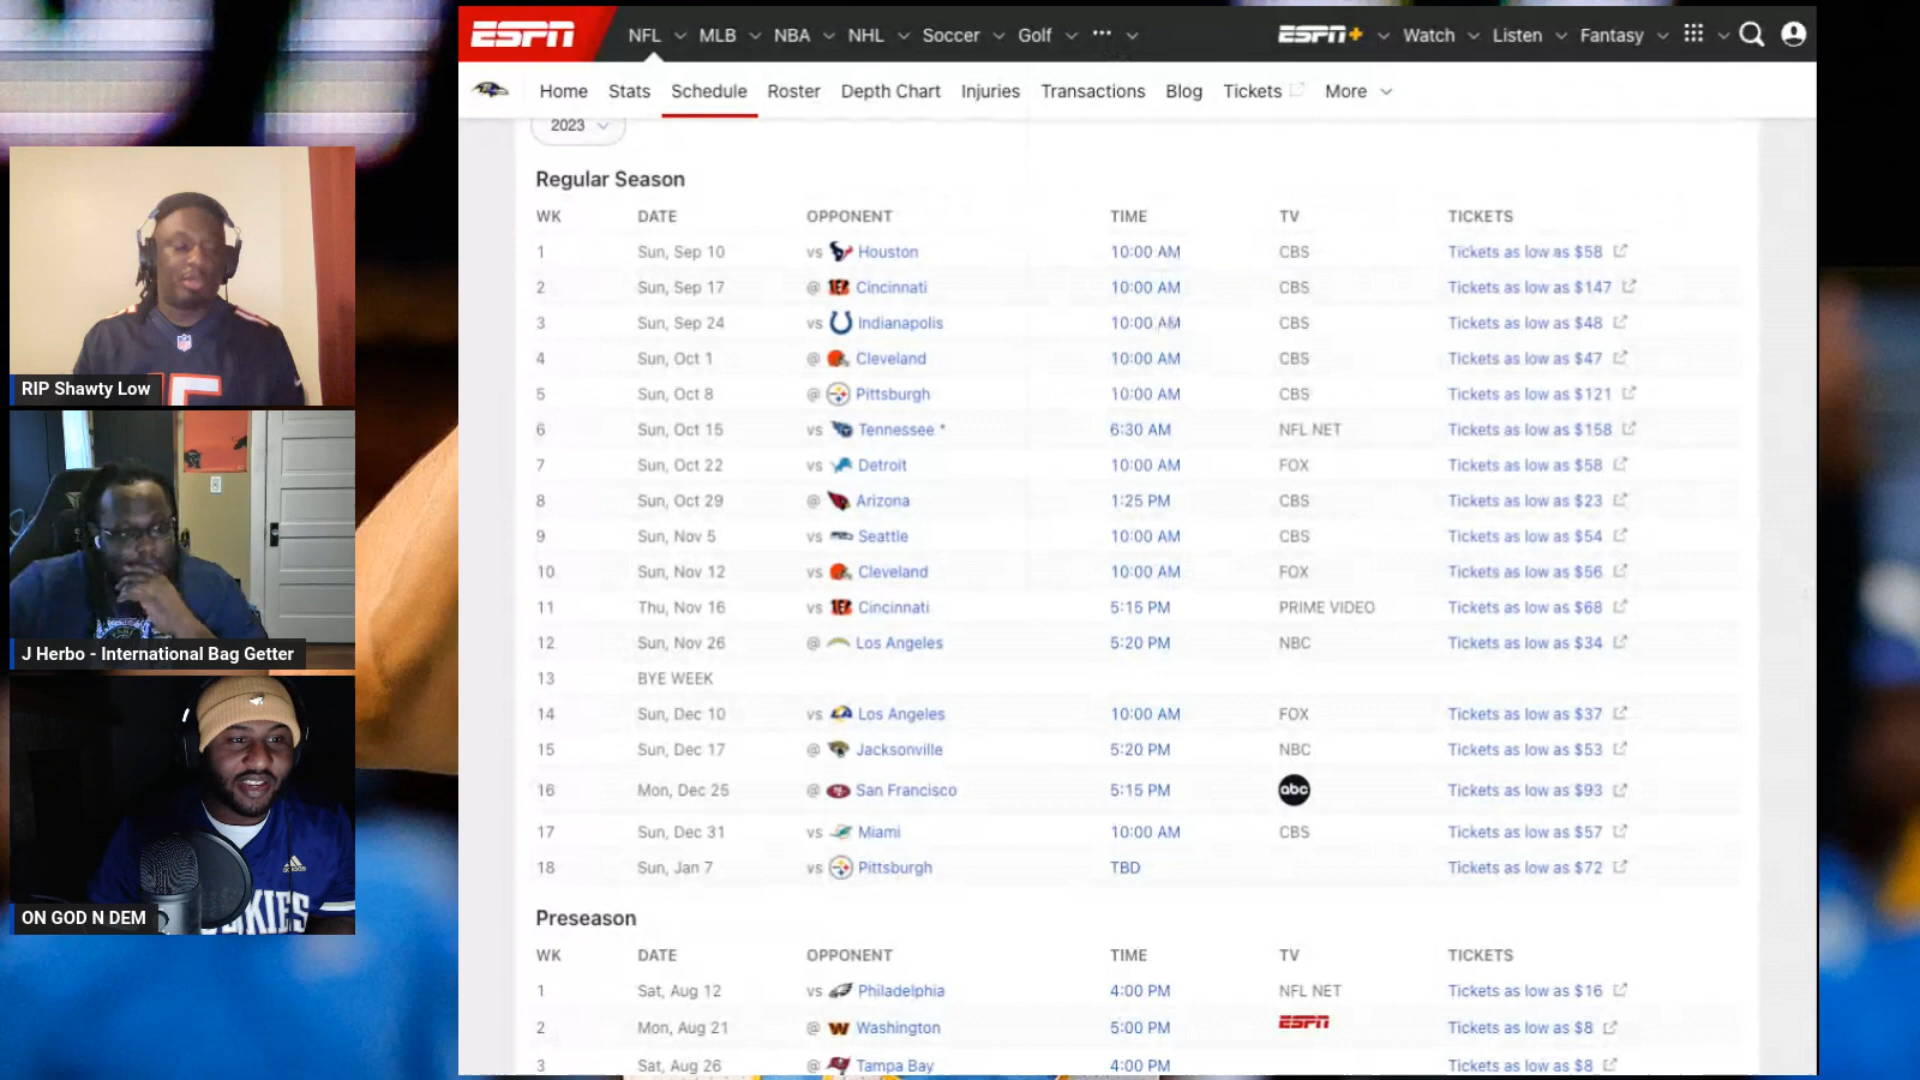 ESPN NFL MLB NBA NHL Soccer Golf ESPN+ Watch Listen Fantasy
Home Stats Schedule Roster Depth Chart Injuries Transactions Blog Tickets More
2023
Regular Season
WK DATE OPPONENT TIME TV TICKETS
1 Sun, Sep 10 vs Houston 10:00 AM CBS Tickets as low as $58
2 Sun, Sep 17 @ Cincinnati 10:00 AM CBS Tickets as low as $147
3 Sun, Sep 24 vs Indianapolis 10:00 AM CBS Tickets as low as $48
4 Sun, Oct 1 @ Cleveland 10:00 AM CBS Tickets as low as $47
5 Sun, Oct 8 @ Pittsburgh 10:00 AM CBS Tickets as low as $121
6 Sun, Oct 15 vs Tennessee * 6:30 AM NFL NET Tickets as low as $158
7 Sun, Oct 22 vs Detroit 10:00 AM FOX Tickets as low as $58
8 Sun, Oct 29 @ Arizona 1:25 PM CBS Tickets as low as $23
9 Sun, Nov 5 vs Seattle 10:00 AM CBS Tickets as low as $54
10 Sun, Nov 12 vs Cleveland 10:00 AM FOX Tickets as low as $56
11 Thu, Nov 16 vs Cincinnati 5:15 PM PRIME VIDEO Tickets as low as $68
12 Sun, Nov 26 @ Los Angeles 5:20 PM NBC Tickets as low as $34
13 BYE WEEK
14 Sun, Dec 10 vs Los Angeles 10:00 AM FOX Tickets as low as $37
15 Sun, Dec 17 @ Jacksonville 5:20 PM NBC Tickets as low as $53
16 Mon, Dec 25 @ San Francisco 5:15 PM abc Tickets as low as $93
17 Sun, Dec 31 vs Miami 10:00 AM CBS Tickets as low as $57
18 Sun, Jan 7 vs Pittsburgh TBD Tickets as low as $72
Preseason
WK DATE OPPONENT TIME TV TICKETS
1 Sat, Aug 12 vs Philadelphia 4:00 PM NFL NET Tickets as low as $16
2 Mon, Aug 21 @ Washington 5:00 PM ESPN Tickets as low as $8
3 Sat, Aug 26 @ Tampa Bay 4:00 PM Tickets as low as $8
RIP Shawty Low
J Herbo - International Bag Getter
ON GOD N DEM